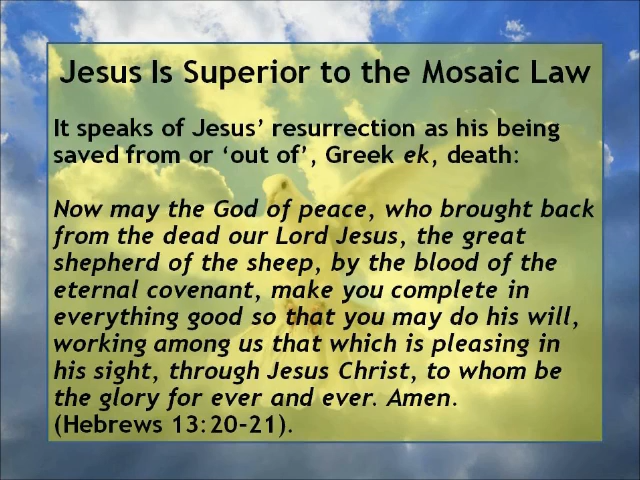 Jesus Is Superior to the Mosaic Law
It speaks of Jesus’ resurrection as his being
saved from or ‘out of’, Greek ek, death:
Now may the God of peace, who brought back
from the dead our Lord Jesus, the great
shepherd of the sheep, by the blood of the
eternal covenant, make you complete in
everything good so that you may do his will,
working among us that which is pleasing in
his sight, through Jesus Christ, to whom be
the glory for ever and ever. Amen.
(Hebrews 13:20-21).